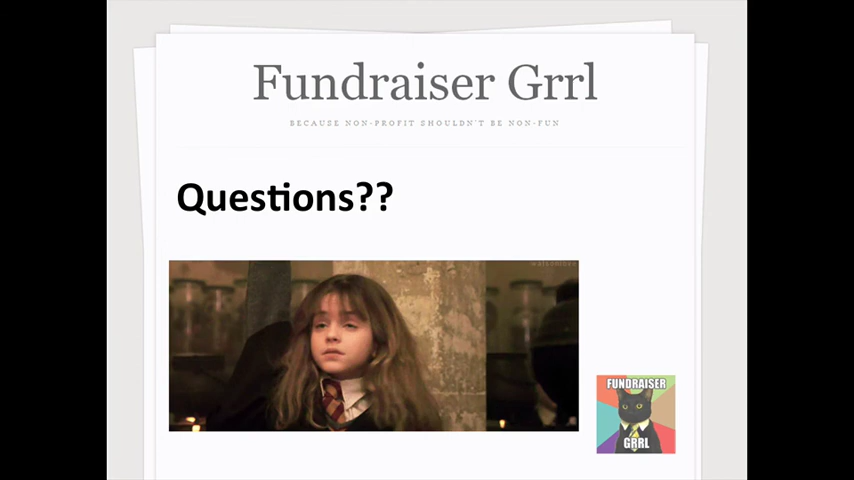 Fundraiser Grrl
BECAUSE NON-PROFIT SHOULDN'T BE NON-FUN
Questions??
FUNDRAISER
GRRL